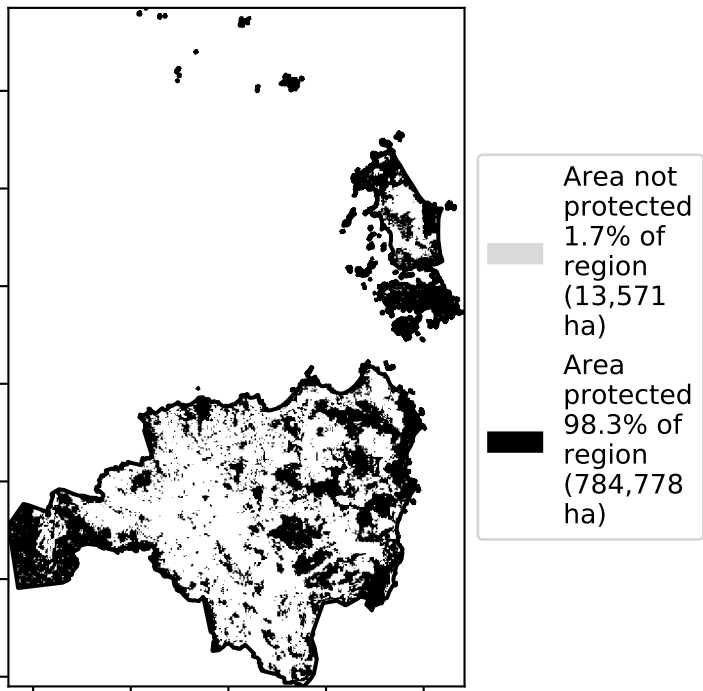 Area not
protected
1.7% of
region
(13,571
ha)
Area
protected
98.3% of
region
(784,778
ha)